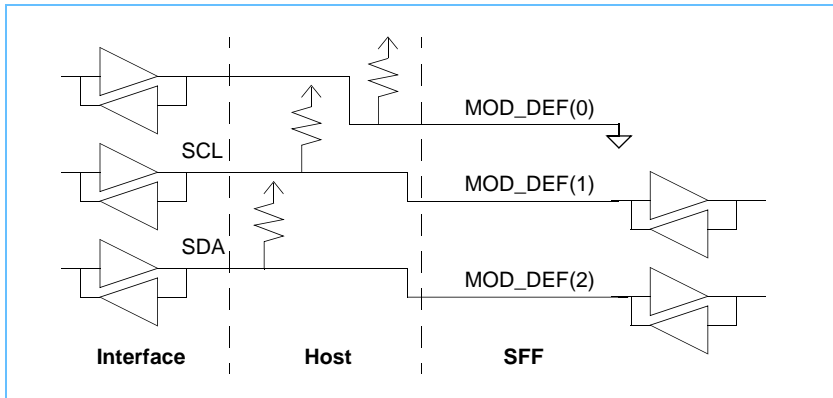 MOD_DEF(0)
SCL
MOD_DEF(1)
SDA
MOD_DEF(2)
Interface
Host
SFF